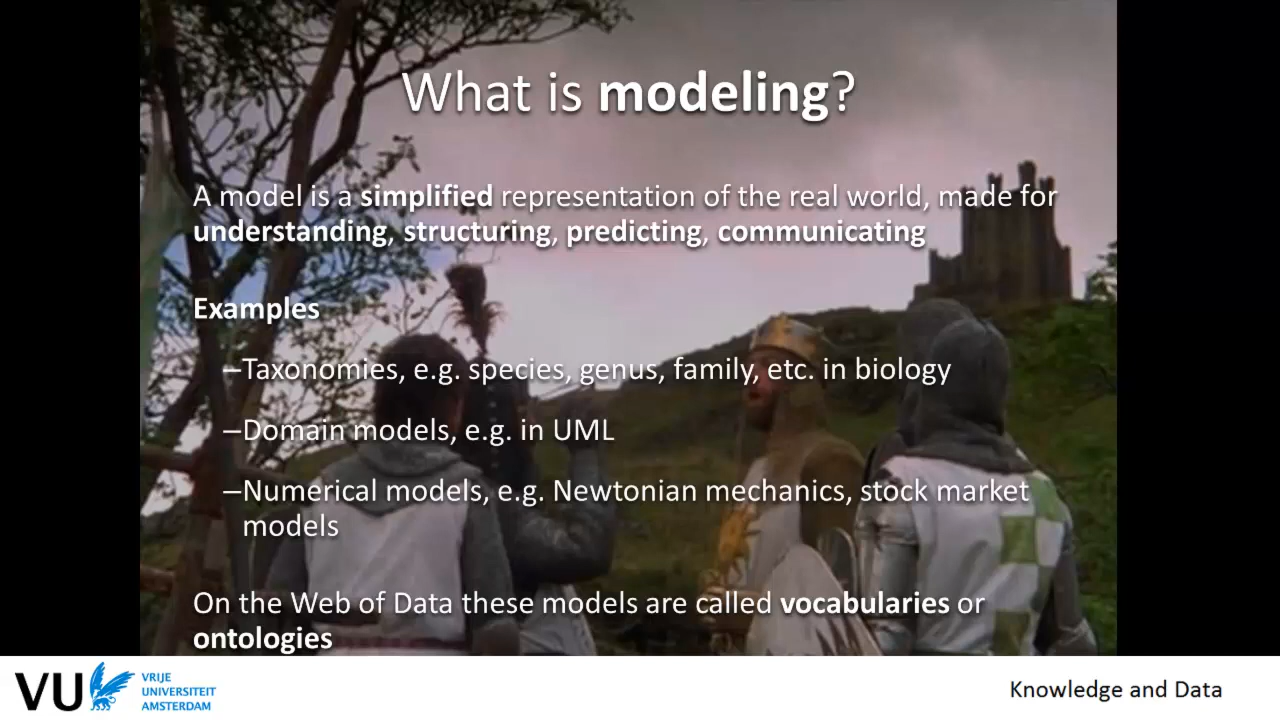 What is modeling?
A model is a simplified representation of the real world, made for
understanding, structuring, predicting, communicating
Examples
–Taxonomies, e.g. species, genus, family, etc. in biology
–Domain models, e.g. in UML
–Numerical models, e.g. Newtonian mechanics, stock market
models
On the Web of Data these models are called vocabularies or
ontologies
VU
VRIJE
UNIVERSITEIT
AMSTERDAM
Knowledge and Data